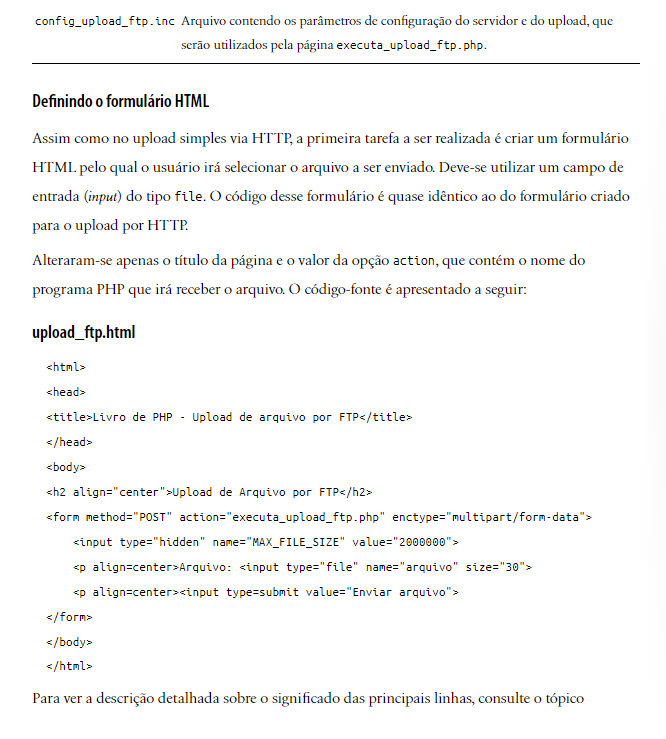 config_upload_ftp.inc Arquivo contendo os parâmetros de configuração do servidor e do upload, que
serão utilizados pela página executa_upload_ftp.php.
Definindo o formulário HTML
Assim como no upload simples via HTTP, a primeira tarefa a ser realizada é criar um formulário
HTML pelo qual o usuário irá selecionar o arquivo a ser enviado. Deve-se utilizar um campo de
entrada (input) do tipo file. O código desse formulário é quase idêntico ao do formulário criado
para o upload por HTTP.
Alteraram-se apenas o título da página e o valor da opção action, que contém o nome do
programa PHP que irá receber o arquivo. O código-fonte é apresentado a seguir:
upload_ftp.html
<html>
<head>
<title>Livro de PHP - Upload de arquivo por FTP</title>
</head>
<body>
<h2 align="center">Upload de Arquivo por FTP</h2>
<form method="POST" action="executa_upload_ftp.php" enctype="multipart/form-data">
<input type="hidden" name="MAX_FILE_SIZE" value="2000000">
<p align=center>Arquivo: <input type="file" name="arquivo" size="30">
<p align=center><input type=submit value="Enviar arquivo">
</form>
</body>
</html>
Para ver a descrição detalhada sobre o significado das principais linhas, consulte o tópico